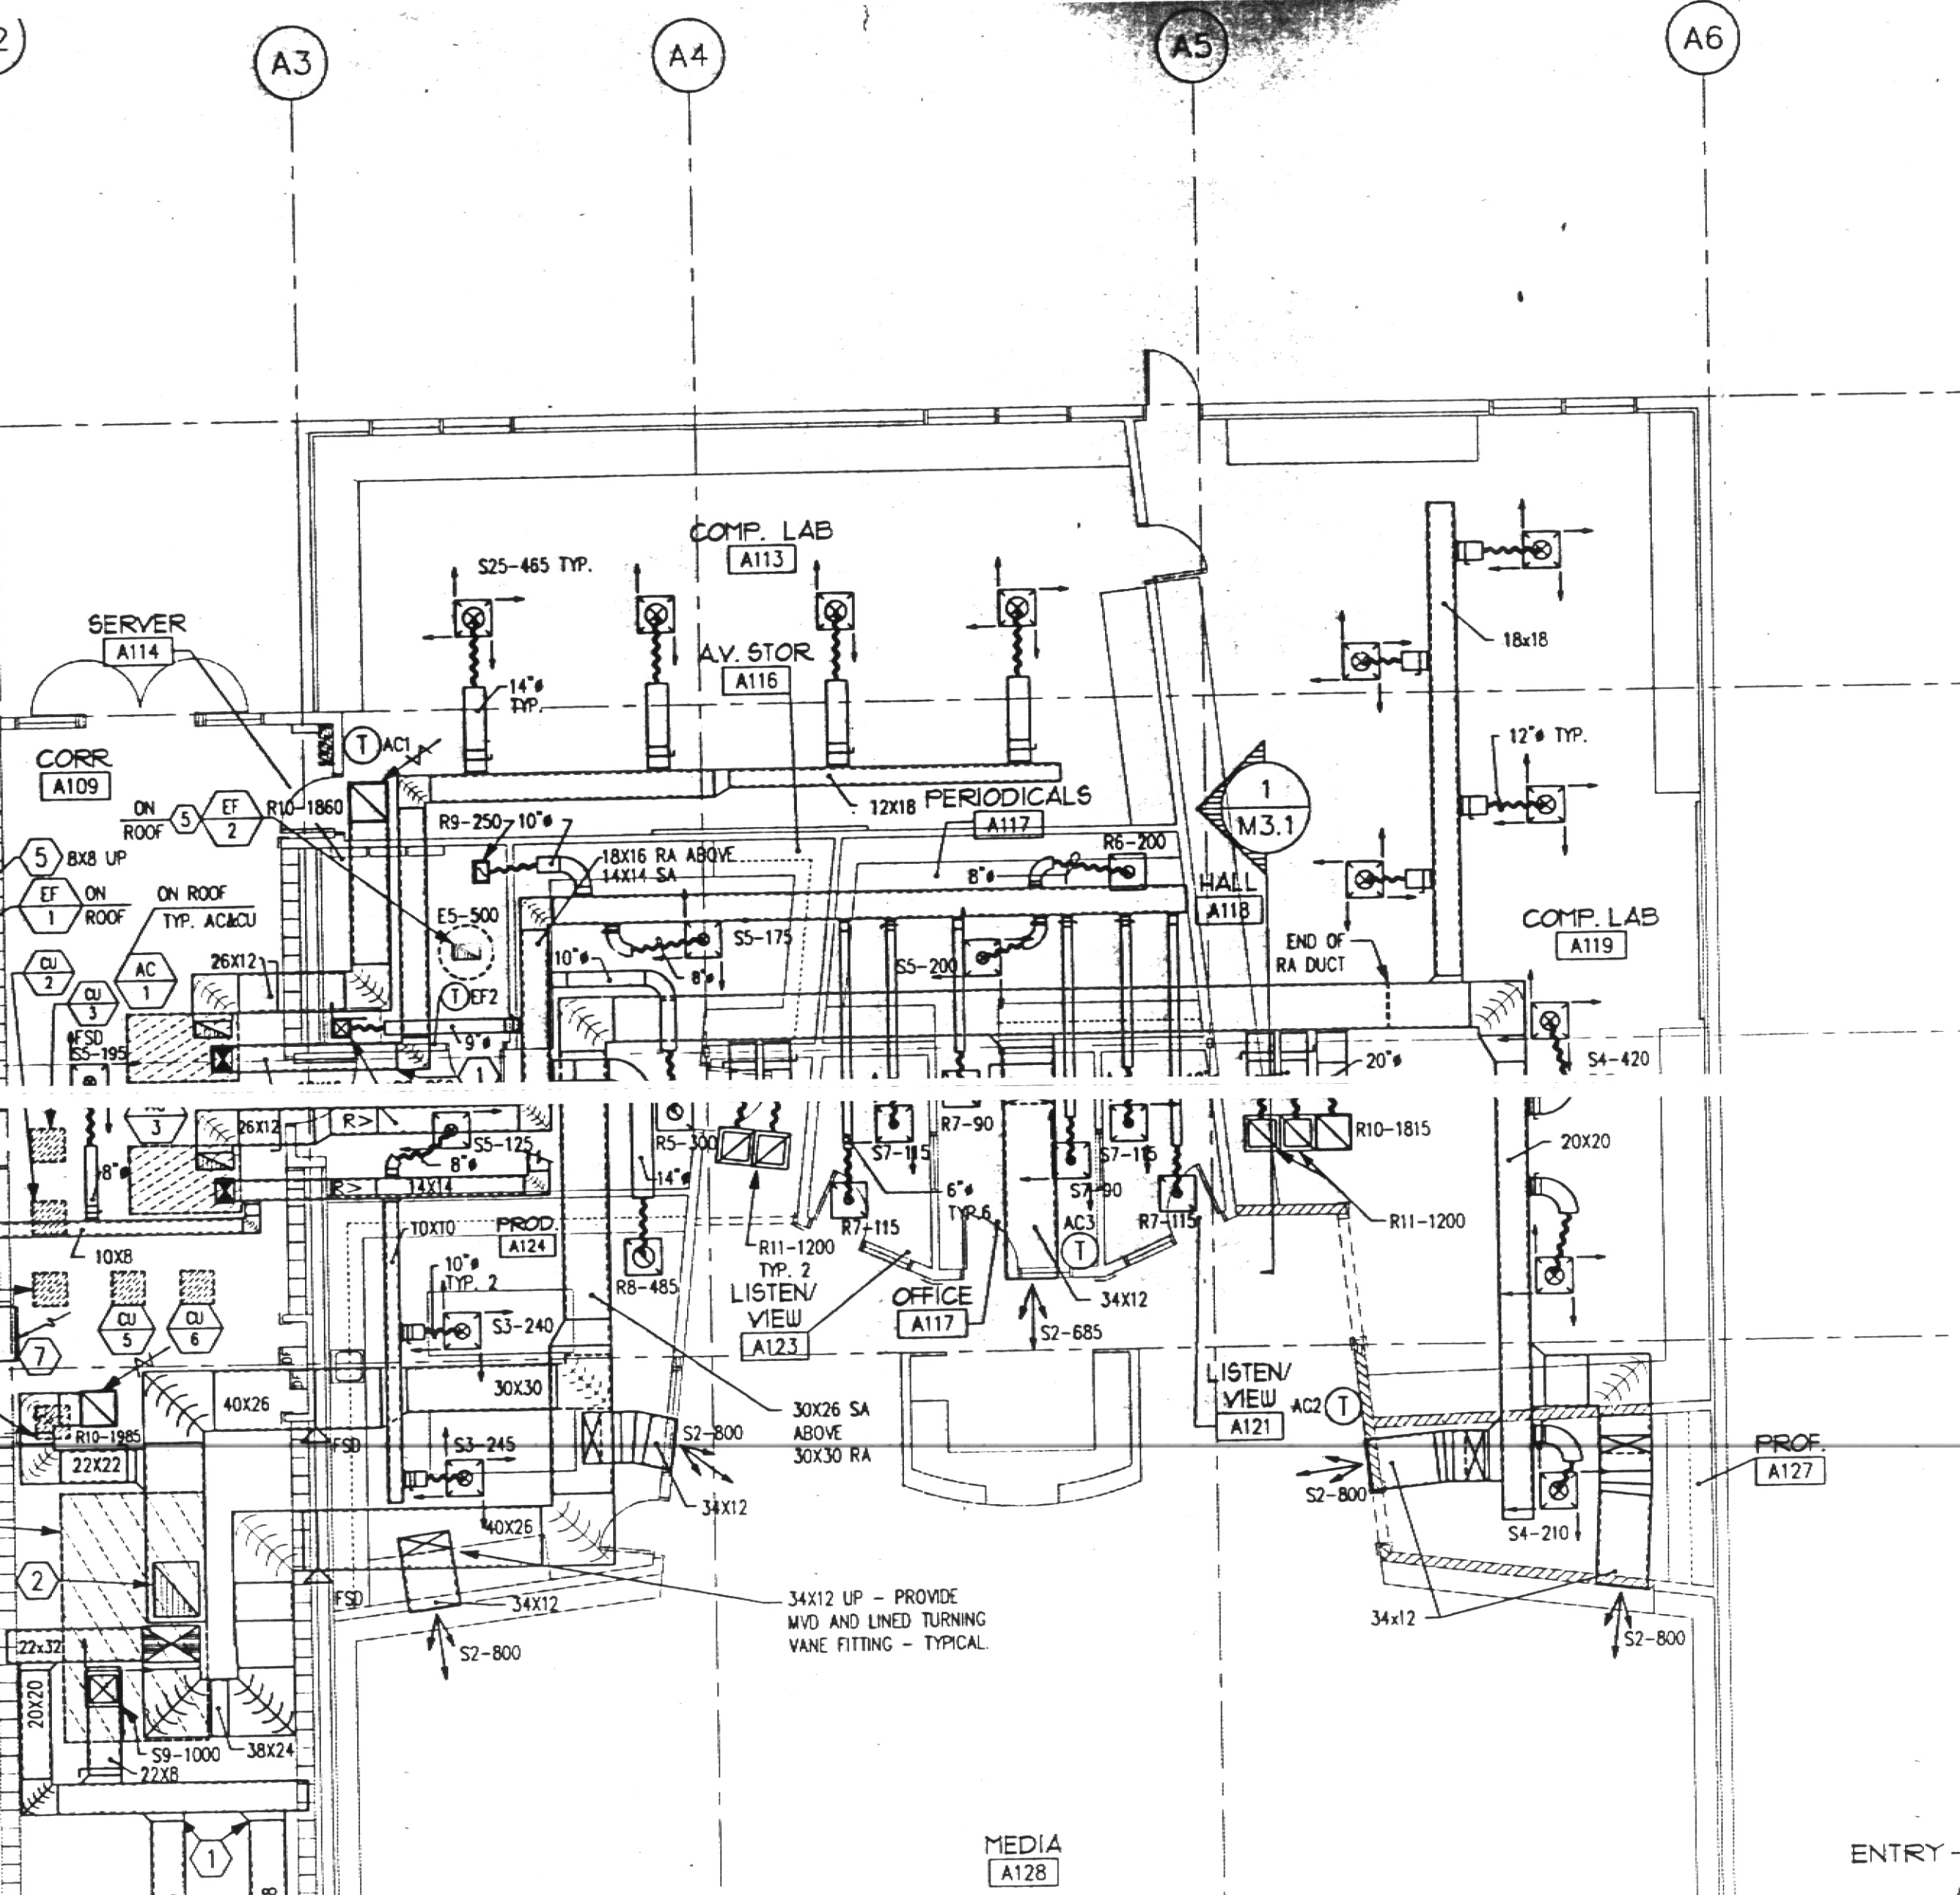 2
A3
A4
A5
A6
COMP. LAB
A113
S25-465 TYP.
SERVER
A114
A.V. STOR
A116
18x18
14"ø
TYP.
12"ø TYP.
T
AC1
CORR
A109
ON
ROOF
5
EF
2
R10-1860
12X18
PERIODICALS
A117
1
M3.1
R9-250
10"ø
R6-200
5
8X8 UP
18X16 RA ABOVE
14X14 SA
8"ø
HALL
A118
EF
1
ON
ROOF
ON ROOF
TYP. AC&CU
E5-500
S5-175
COMP. LAB
A119
END OF
RA DUCT
CU
2
AC
1
26X12
10"ø
8"ø
S5-200
CU
3
T
EF2
FSD
S5-195
9"ø
1
20"ø
S4-420
3
26X12
R>
S5-125
R5-300
R7-90
S7-115
S7-115
R10-1815
20X20
8"ø
8"ø
R>
14X14
14"ø
6"ø
TYP.6
S7-90
R7-115
R7-115
AC3
T
R11-1200
10X10
PROD.
A124
R11-1200
TYP. 2
10X8
10"ø
TYP. 2
R8-485
LISTEN/
VIEW
A123
OFFICE
A117
34X12
CU
5
CU
6
S3-240
S2-685
7
30X30
LISTEN/
VIEW
A121
AC2
T
40X26
30X26 SA
ABOVE
30X30 RA
R10-1985
FSD
S3-245
S2-800
PROF.
A127
22X22
34X12
S2-800
40X26
S4-210
2
FSD
34X12
34X12 UP - PROVIDE
MVD AND LINED TURNING
VANE FITTING - TYPICAL.
34x12
22x32
S2-800
S2-800
20X20
S9-1000
38X24
22X8
1
MEDIA
A128
ENTRY -